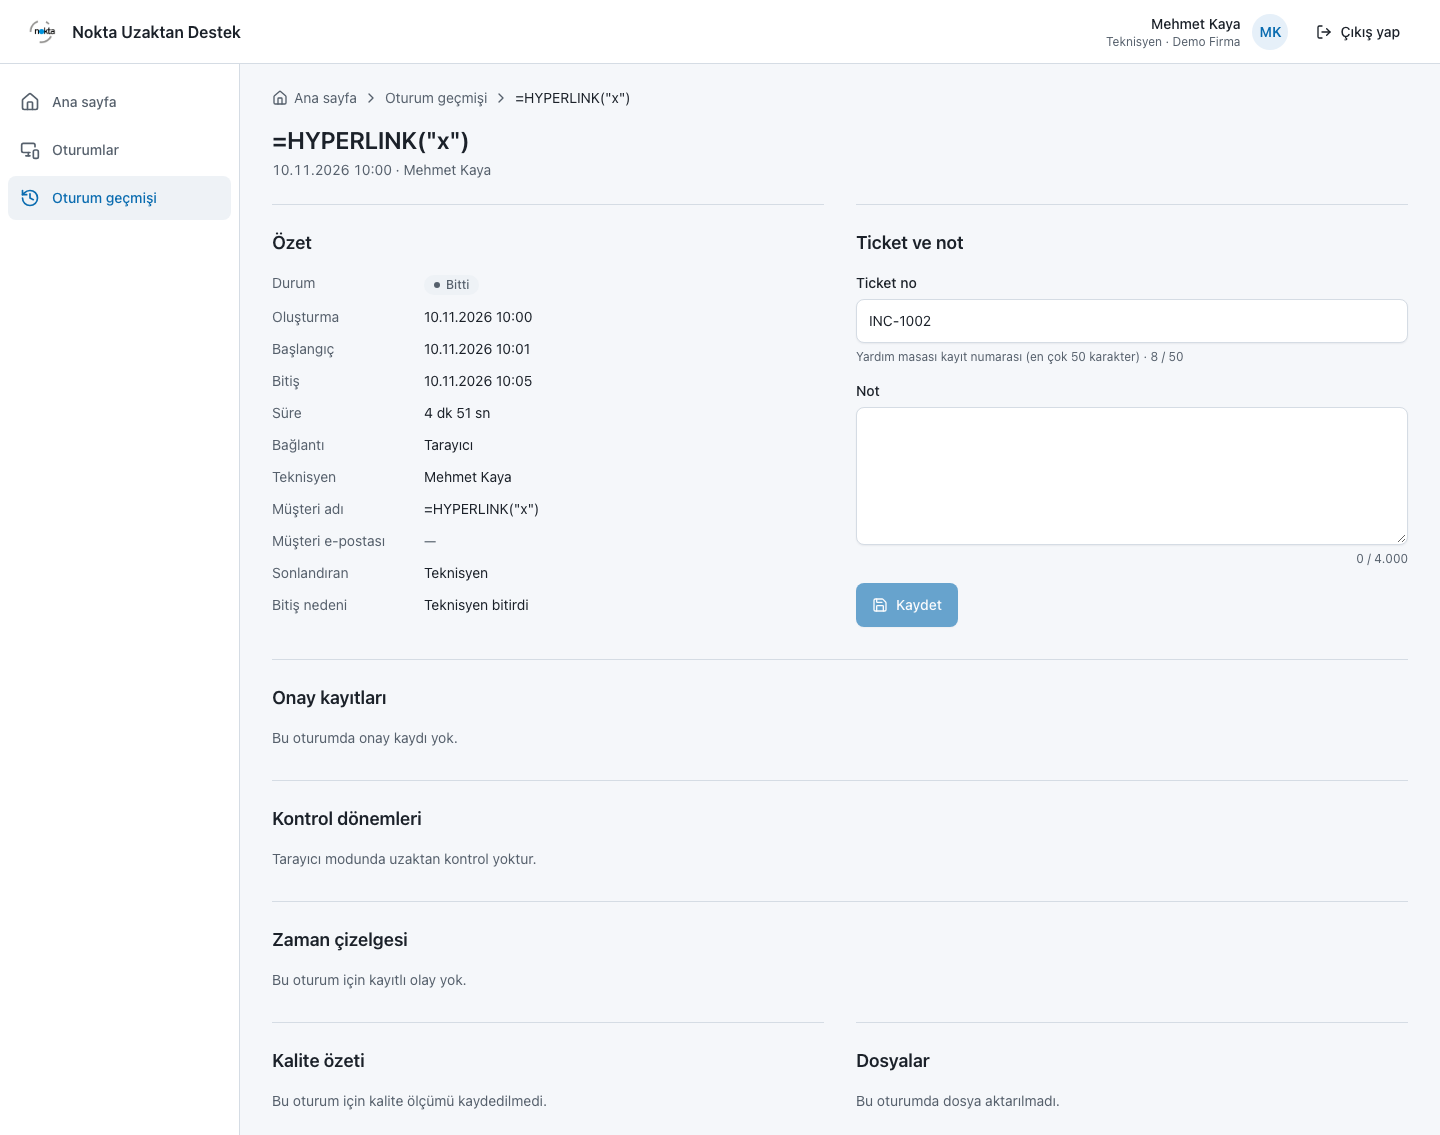 nokta
Nokta Uzaktan Destek
Mehmet Kaya
Teknisyen · Demo Firma
MK
Çıkış yap
Ana sayfa
Oturumlar
Oturum geçmişi
Ana sayfa > Oturum geçmişi > =HYPERLINK("x")
=HYPERLINK("x")
10.11.2026 10:00 · Mehmet Kaya
Özet
Durum • Bitti
Oluşturma 10.11.2026 10:00
Başlangıç 10.11.2026 10:01
Bitiş 10.11.2026 10:05
Süre 4 dk 51 sn
Bağlantı Tarayıcı
Teknisyen Mehmet Kaya
Müşteri adı =HYPERLINK("x")
Müşteri e-postası —
Sonlandıran Teknisyen
Bitiş nedeni Teknisyen bitirdi
Ticket ve not
Ticket no
INC-1002
Yardım masası kayıt numarası (en çok 50 karakter) · 8 / 50
Not
0 / 4.000
Kaydet
Onay kayıtları
Bu oturumda onay kaydı yok.
Kontrol dönemleri
Tarayıcı modunda uzaktan kontrol yoktur.
Zaman çizelgesi
Bu oturum için kayıtlı olay yok.
Kalite özeti
Bu oturum için kalite ölçümü kaydedilmedi.
Dosyalar
Bu oturumda dosya aktarılmadı.